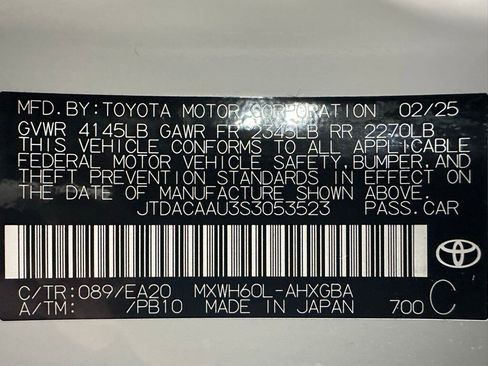 MFD. BY: TOYOTA MOTOR CORPORATION 02/25
GVWR 4145LB GAWR FR 2345LB RR 2270LB
THIS VEHICLE CONFORMS TO ALL APPLICABLE
FEDERAL MOTOR VEHICLE SAFETY, BUMPER, AND
THEFT PREVENTION STANDARDS IN EFFECT ON
THE DATE OF MANUFACTURE SHOWN ABOVE.
JTDACAAU3S3053523 PASS. CAR
C/TR: 089/EA20 MXWH60L-AHXGBA
A/TM: /PB10 MADE IN JAPAN 700 C